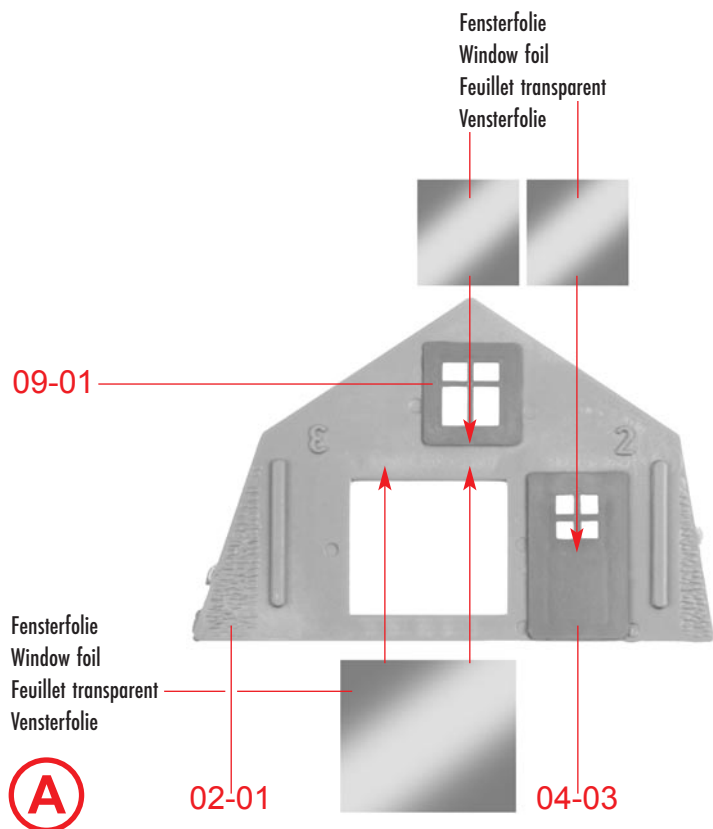 Fensterfolie
Window foil
Feuillet transparent
Vensterfolie
09-01
3
2
Fensterfolie
Window foil
Feuillet transparent
Vensterfolie
A
02-01
04-03